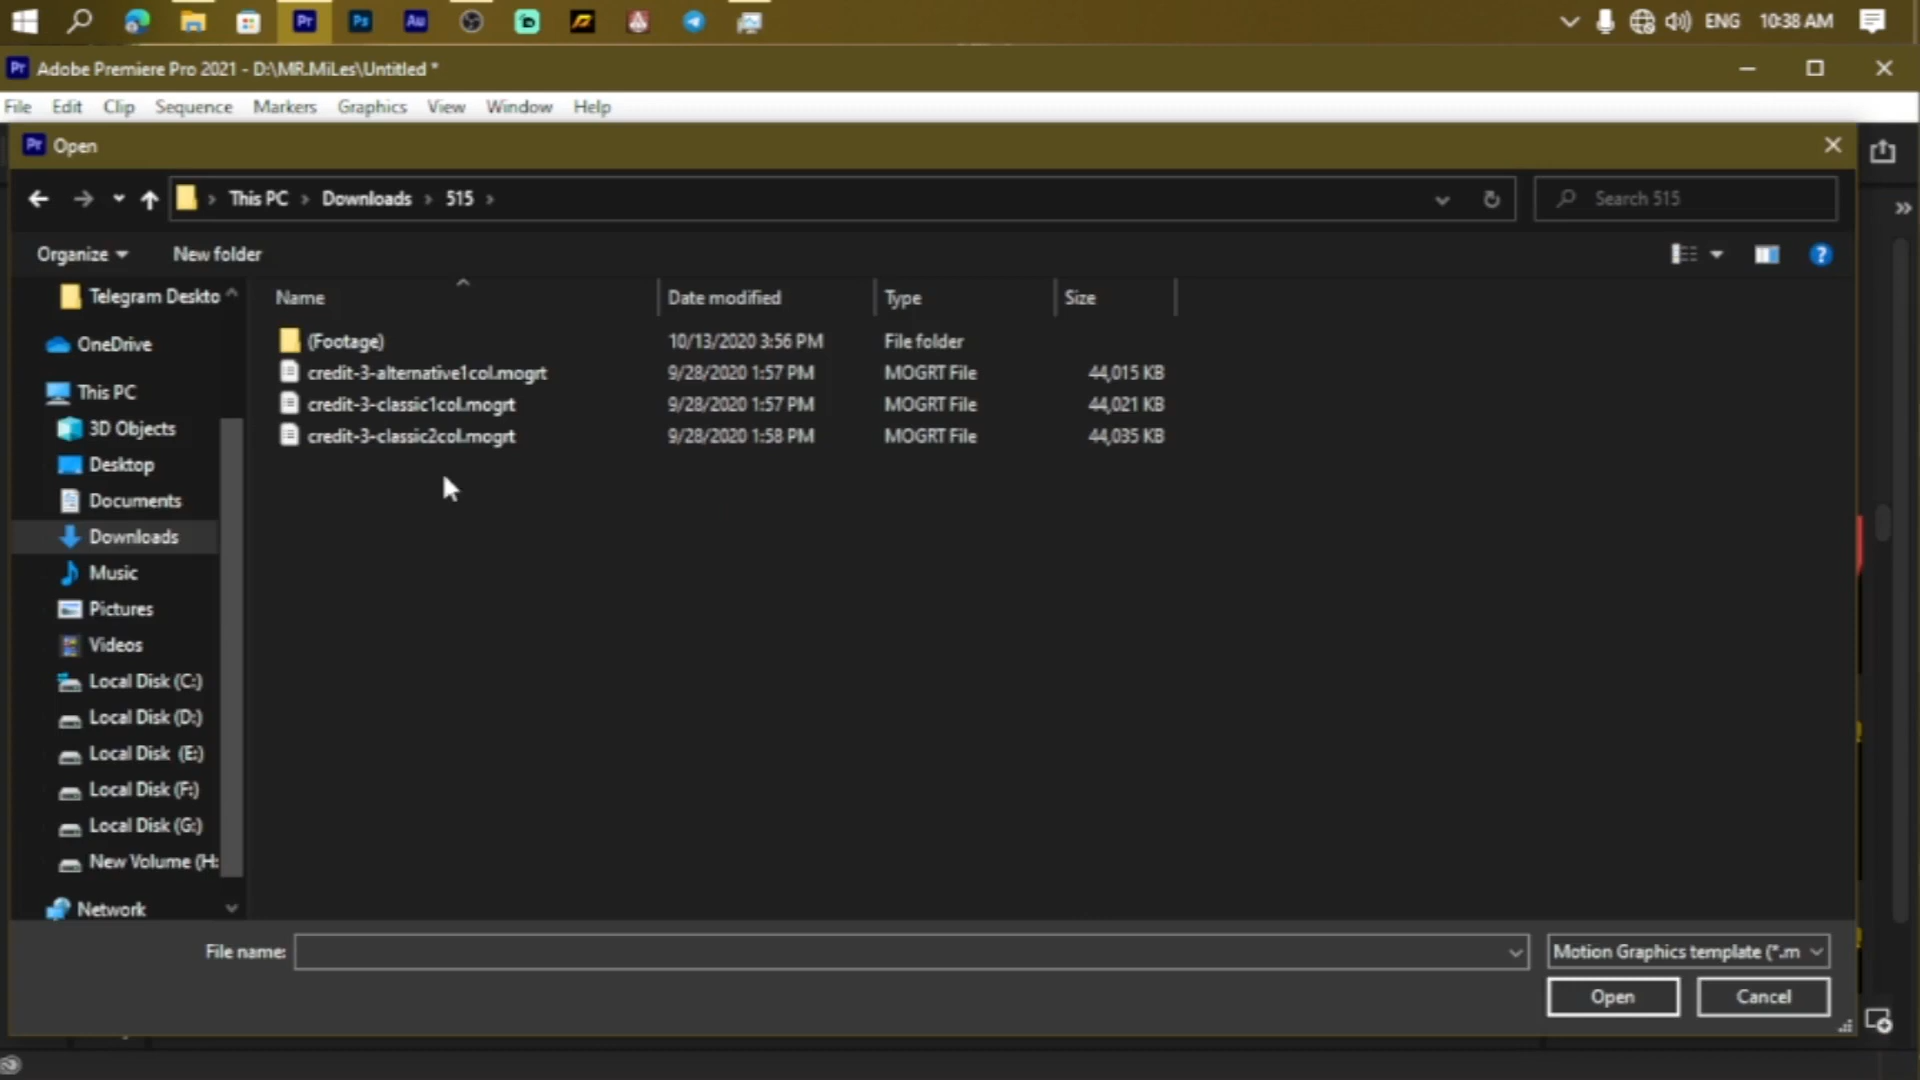 Pr Ps Au
ENG 10:38 AM
Pr Adobe Premiere Pro 2021 - D:\MR.MiLes\Untitled *
File Edit Clip Sequence Markers Graphics View Window Help
Pr Open
This PC Downloads 515
Search 515
Organize New folder
Name Date modified Type Size
(Footage) 10/13/2020 3:56 PM File folder
credit-3-alternative1col.mogrt 9/28/2020 1:57 PM MOGRT File 44,015 KB
credit-3-classic1col.mogrt 9/28/2020 1:57 PM MOGRT File 44,021 KB
credit-3-classic2col.mogrt 9/28/2020 1:58 PM MOGRT File 44,035 KB
Telegram Deskto
OneDrive
This PC
3D Objects
Desktop
Documents
Downloads
Music
Pictures
Videos
Local Disk (C:)
Local Disk (D:)
Local Disk (E:)
Local Disk (F:)
Local Disk (G:)
New Volume (H:
Network
File name:
Motion Graphics template (*.m
Open Cancel